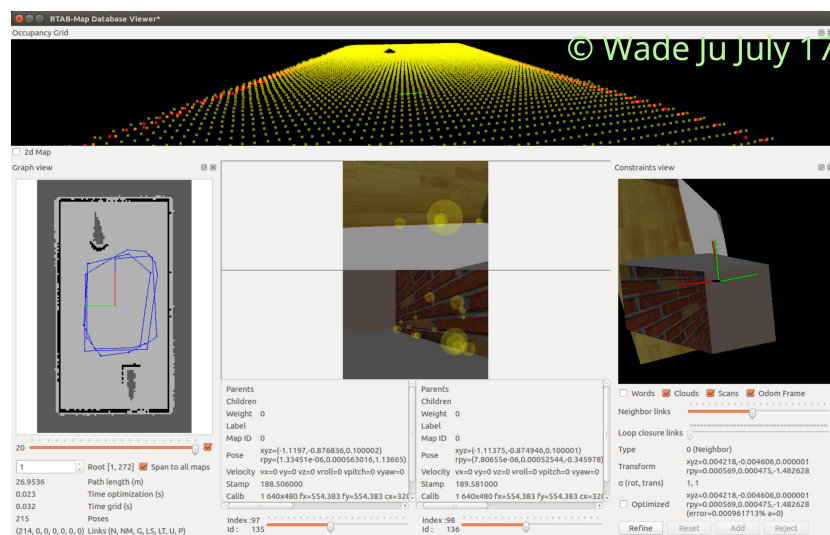 RTAB-Map Database Viewer*
Occupancy Grid
© Wade Ju July 17
2d Map
Graph view
Constraints view
Parents
Children
Weight 0
Label
Map ID 0
Pose xyz=(-1.1197,-0.876836,0.100002)
rpy=(1.33451e-06,0.000563016,1.13665)
Velocity vx=0 vy=0 vz=0 vroll=0 vpitch=0 vyaw=0
Stamp 188.506000
Calib 1 640x480 fx=554.383 fy=554.383 cx=320
Index :97
Id : 135
Parents
Children
Weight 0
Label
Map ID 0
Pose xyz=(-1.11375,-0.874946,0.100001)
rpy=(7.80655e-06,0.00052544,-0.345978)
Velocity vx=0 vy=0 vz=0 vroll=0 vpitch=0 vyaw=0
Stamp 189.581000
Calib 1 640x480 fx=554.383 fy=554.383 cx=32
Index :98
Id : 136
20
1 Root [1, 272] Span to all maps
26.9536 Path length (m)
0.023 Time optimization (s)
0.032 Time grid (s)
215 Poses
(214, 0, 0, 0, 0, 0, 0) Links (N, NM, G, LS, LT, U, P)
Words Clouds Scans Odom Frame
Neighbor links
Loop closure links
Type 0 (Neighbor)
Transform xyz=0.004218,-0.004606,0.000001
rpy=0.000569,0.000475,-1.482628
σ (rot, trans) 1, 1
Optimized xyz=0.004218,-0.004606,0.000001
rpy=0.000569,0.000475,-1.482628
(error=0.000961713% a=0)
Refine Reset Add Reject